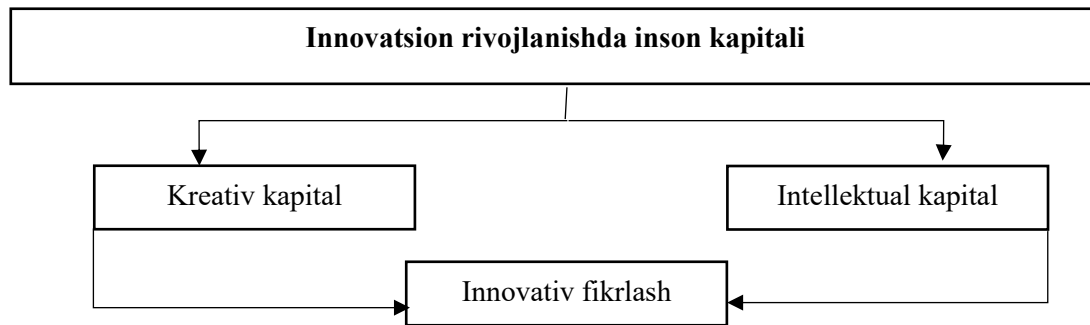 Innovatsion rivojlanishda inson kapitali
Kreativ kapital
Intellektual kapital
Innovativ fikrlash